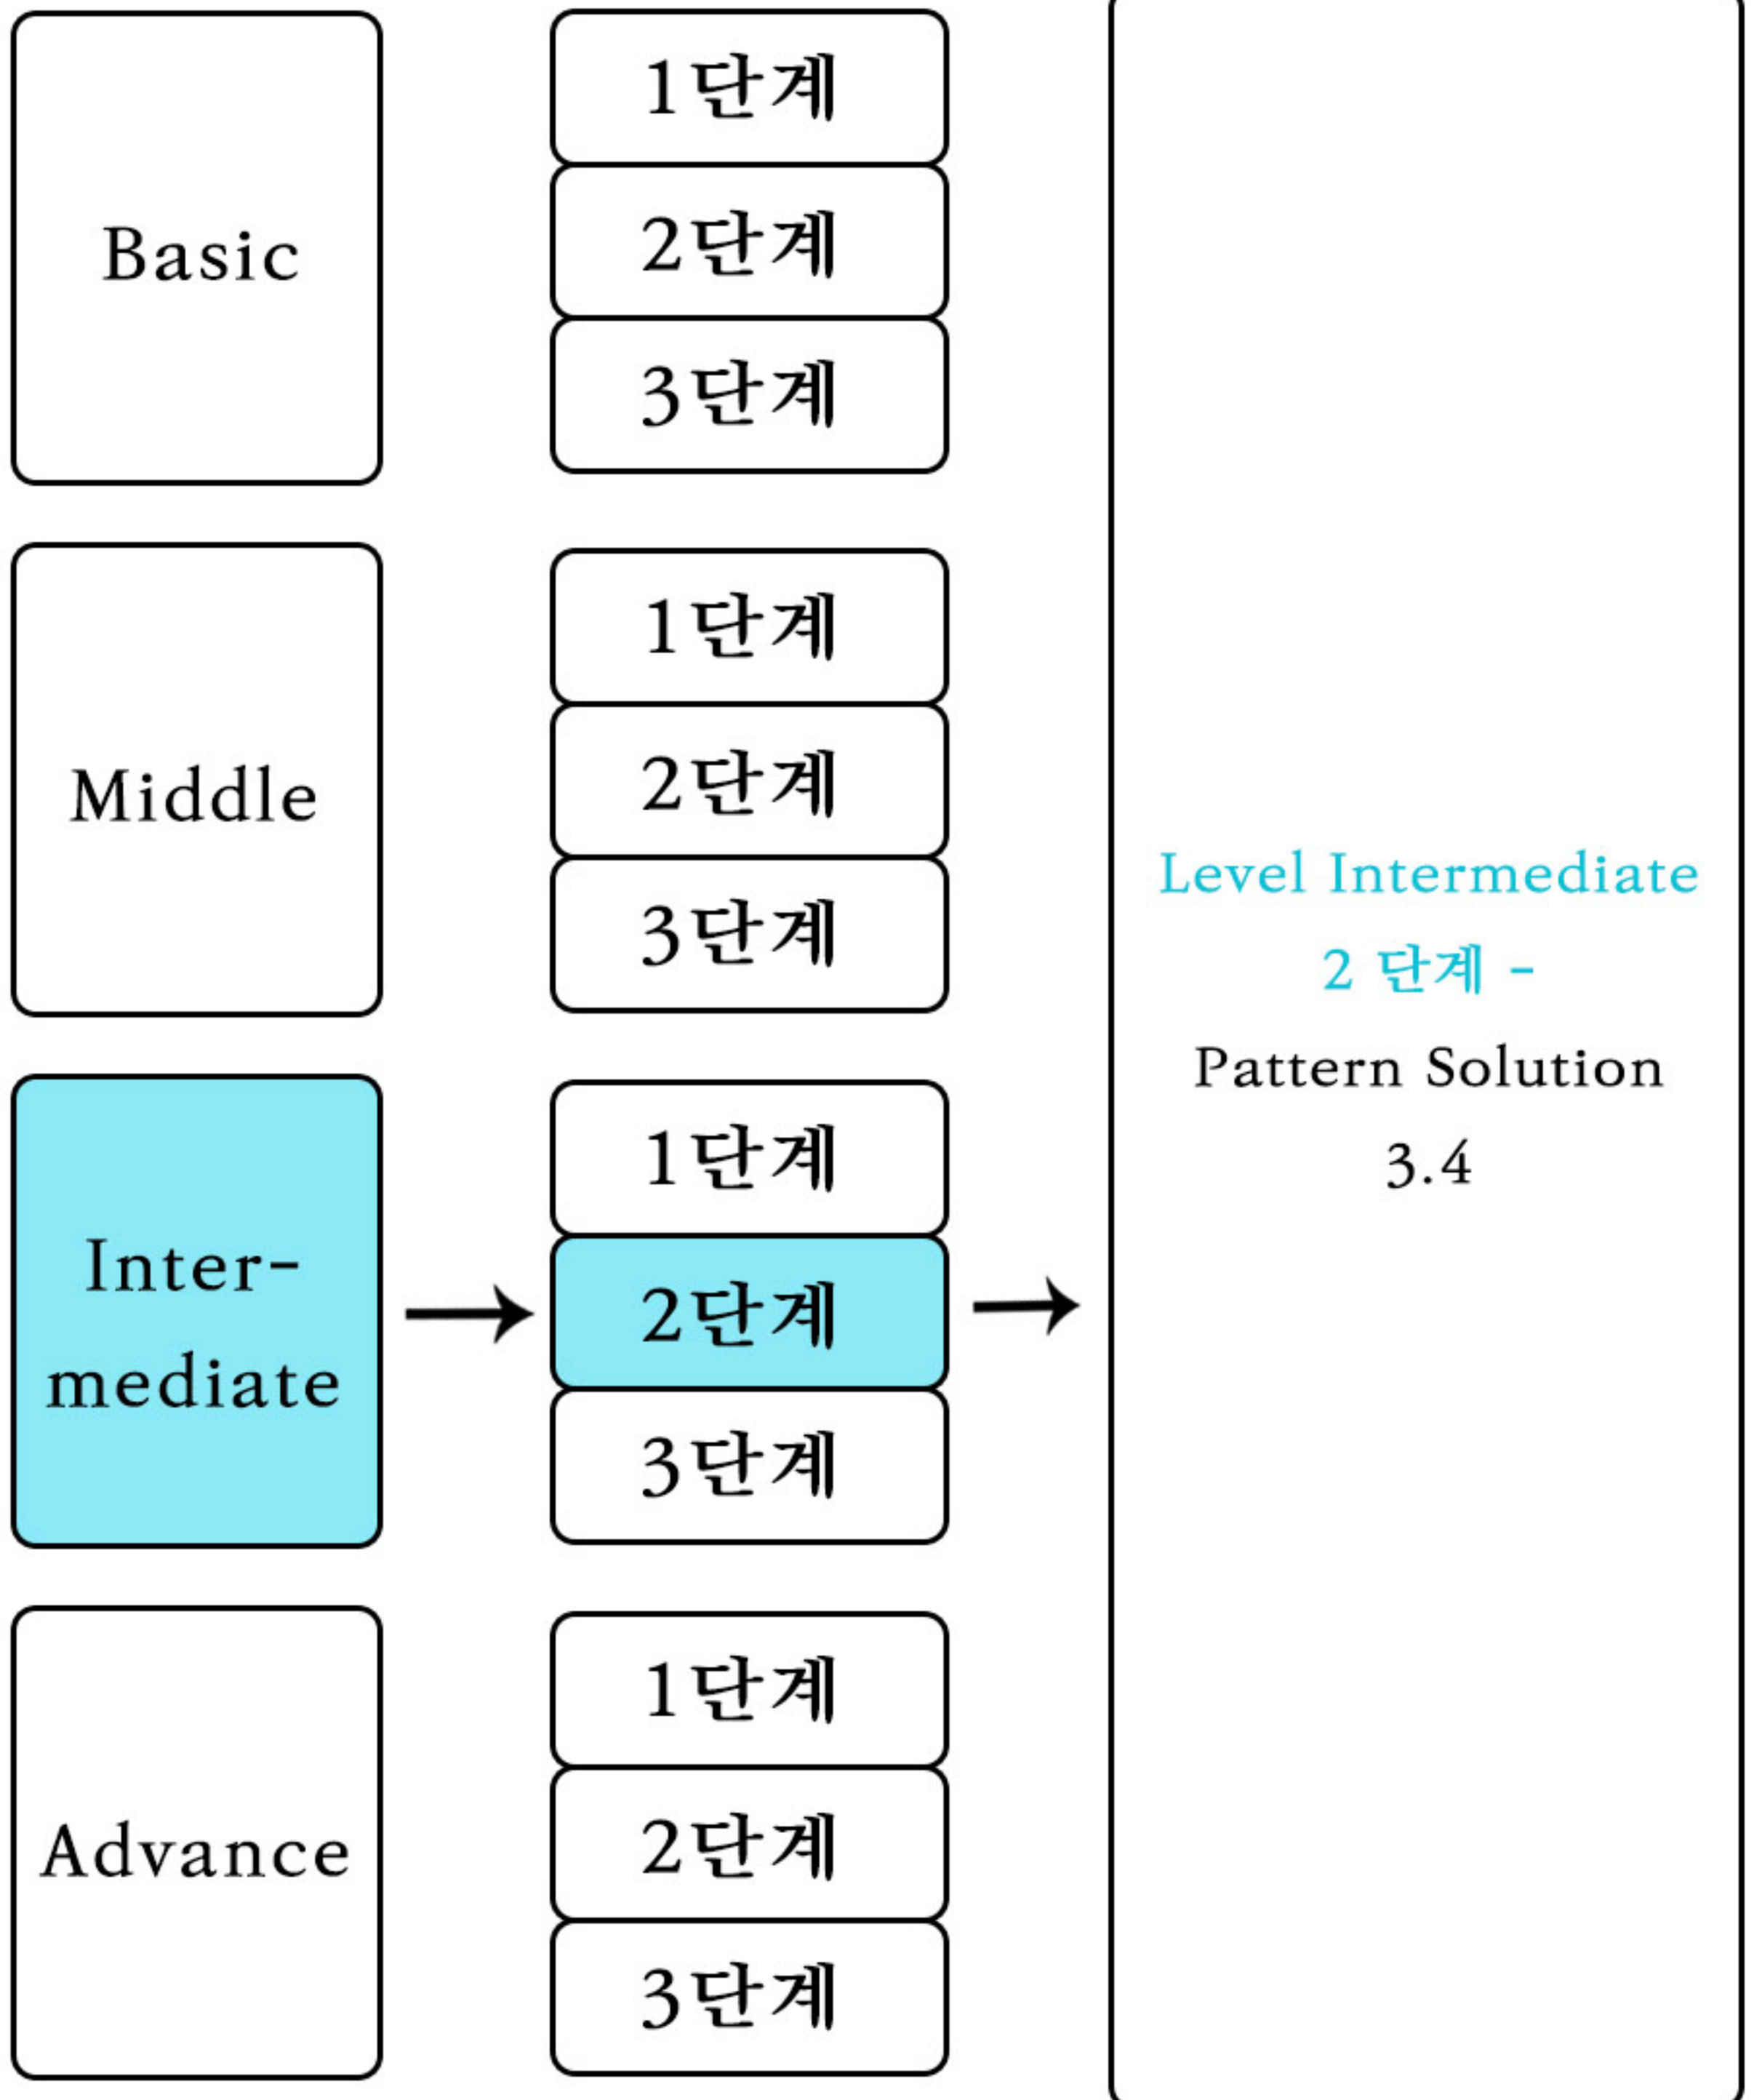 Basic
1단계
2단계
3단계
Middle
1단계
2단계
3단계
Inter-
mediate
1단계
2단계
3단계
Advance
1단계
2단계
3단계
Level Intermediate
2 단계 -
Pattern Solution
3.4